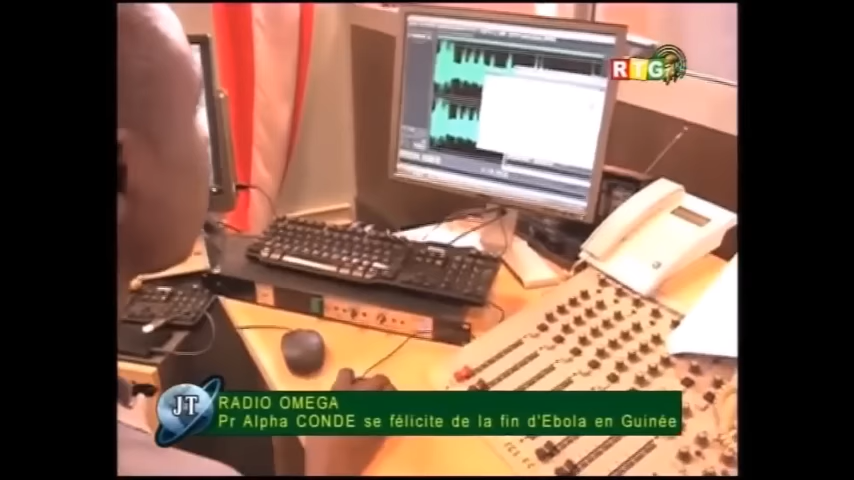 RTG
JT
RADIO OMEGA
Pr Alpha CONDE se félicite de la fin d'Ebola en Guinée